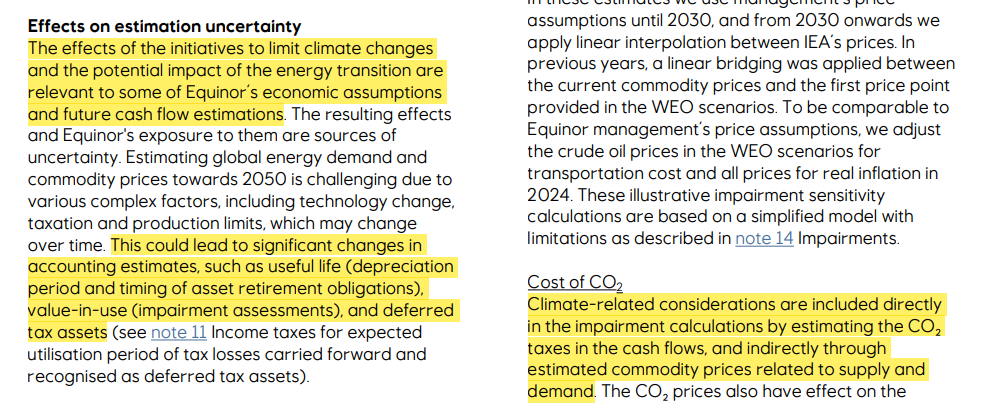 Effects on estimation uncertainty
The effects of the initiatives to limit climate changes
and the potential impact of the energy transition are
relevant to some of Equinor´s economic assumptions
and future cash flow estimations. The resulting effects
and Equinor's exposure to them are sources of
uncertainty. Estimating global energy demand and
commodity prices towards 2050 is challenging due to
various complex factors, including technology change,
taxation and production limits, which may change
over time. This could lead to significant changes in
accounting estimates, such as useful life (depreciation
period and timing of asset retirement obligations),
value-in-use (impairment assessments), and deferred
tax assets (see note 11 Income taxes for expected
utilisation period of tax losses carried forward and
recognised as deferred tax assets).
In these estimates we use management's price
assumptions until 2030, and from 2030 onwards we
apply linear interpolation between IEA´s prices. In
previous years, a linear bridging was applied between
the current commodity prices and the first price point
provided in the WEO scenarios. To be comparable to
Equinor management´s price assumptions, we adjust
the crude oil prices in the WEO scenarios for
transportation cost and all prices for real inflation in
2024. These illustrative impairment sensitivity
calculations are based on a simplified model with
limitations as described in note 14 Impairments.
Cost of CO₂
Climate-related considerations are included directly
in the impairment calculations by estimating the CO₂
taxes in the cash flows, and indirectly through
estimated commodity prices related to supply and
demand. The CO₂ prices also have effect on the